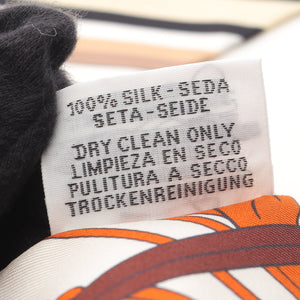 100% SILK-SEDA
SETA-SEIDE
DRY CLEAN ONLY
LIMPIEZA EN SECO
PULITURA A SECCO
TROCKENREINIGUNG